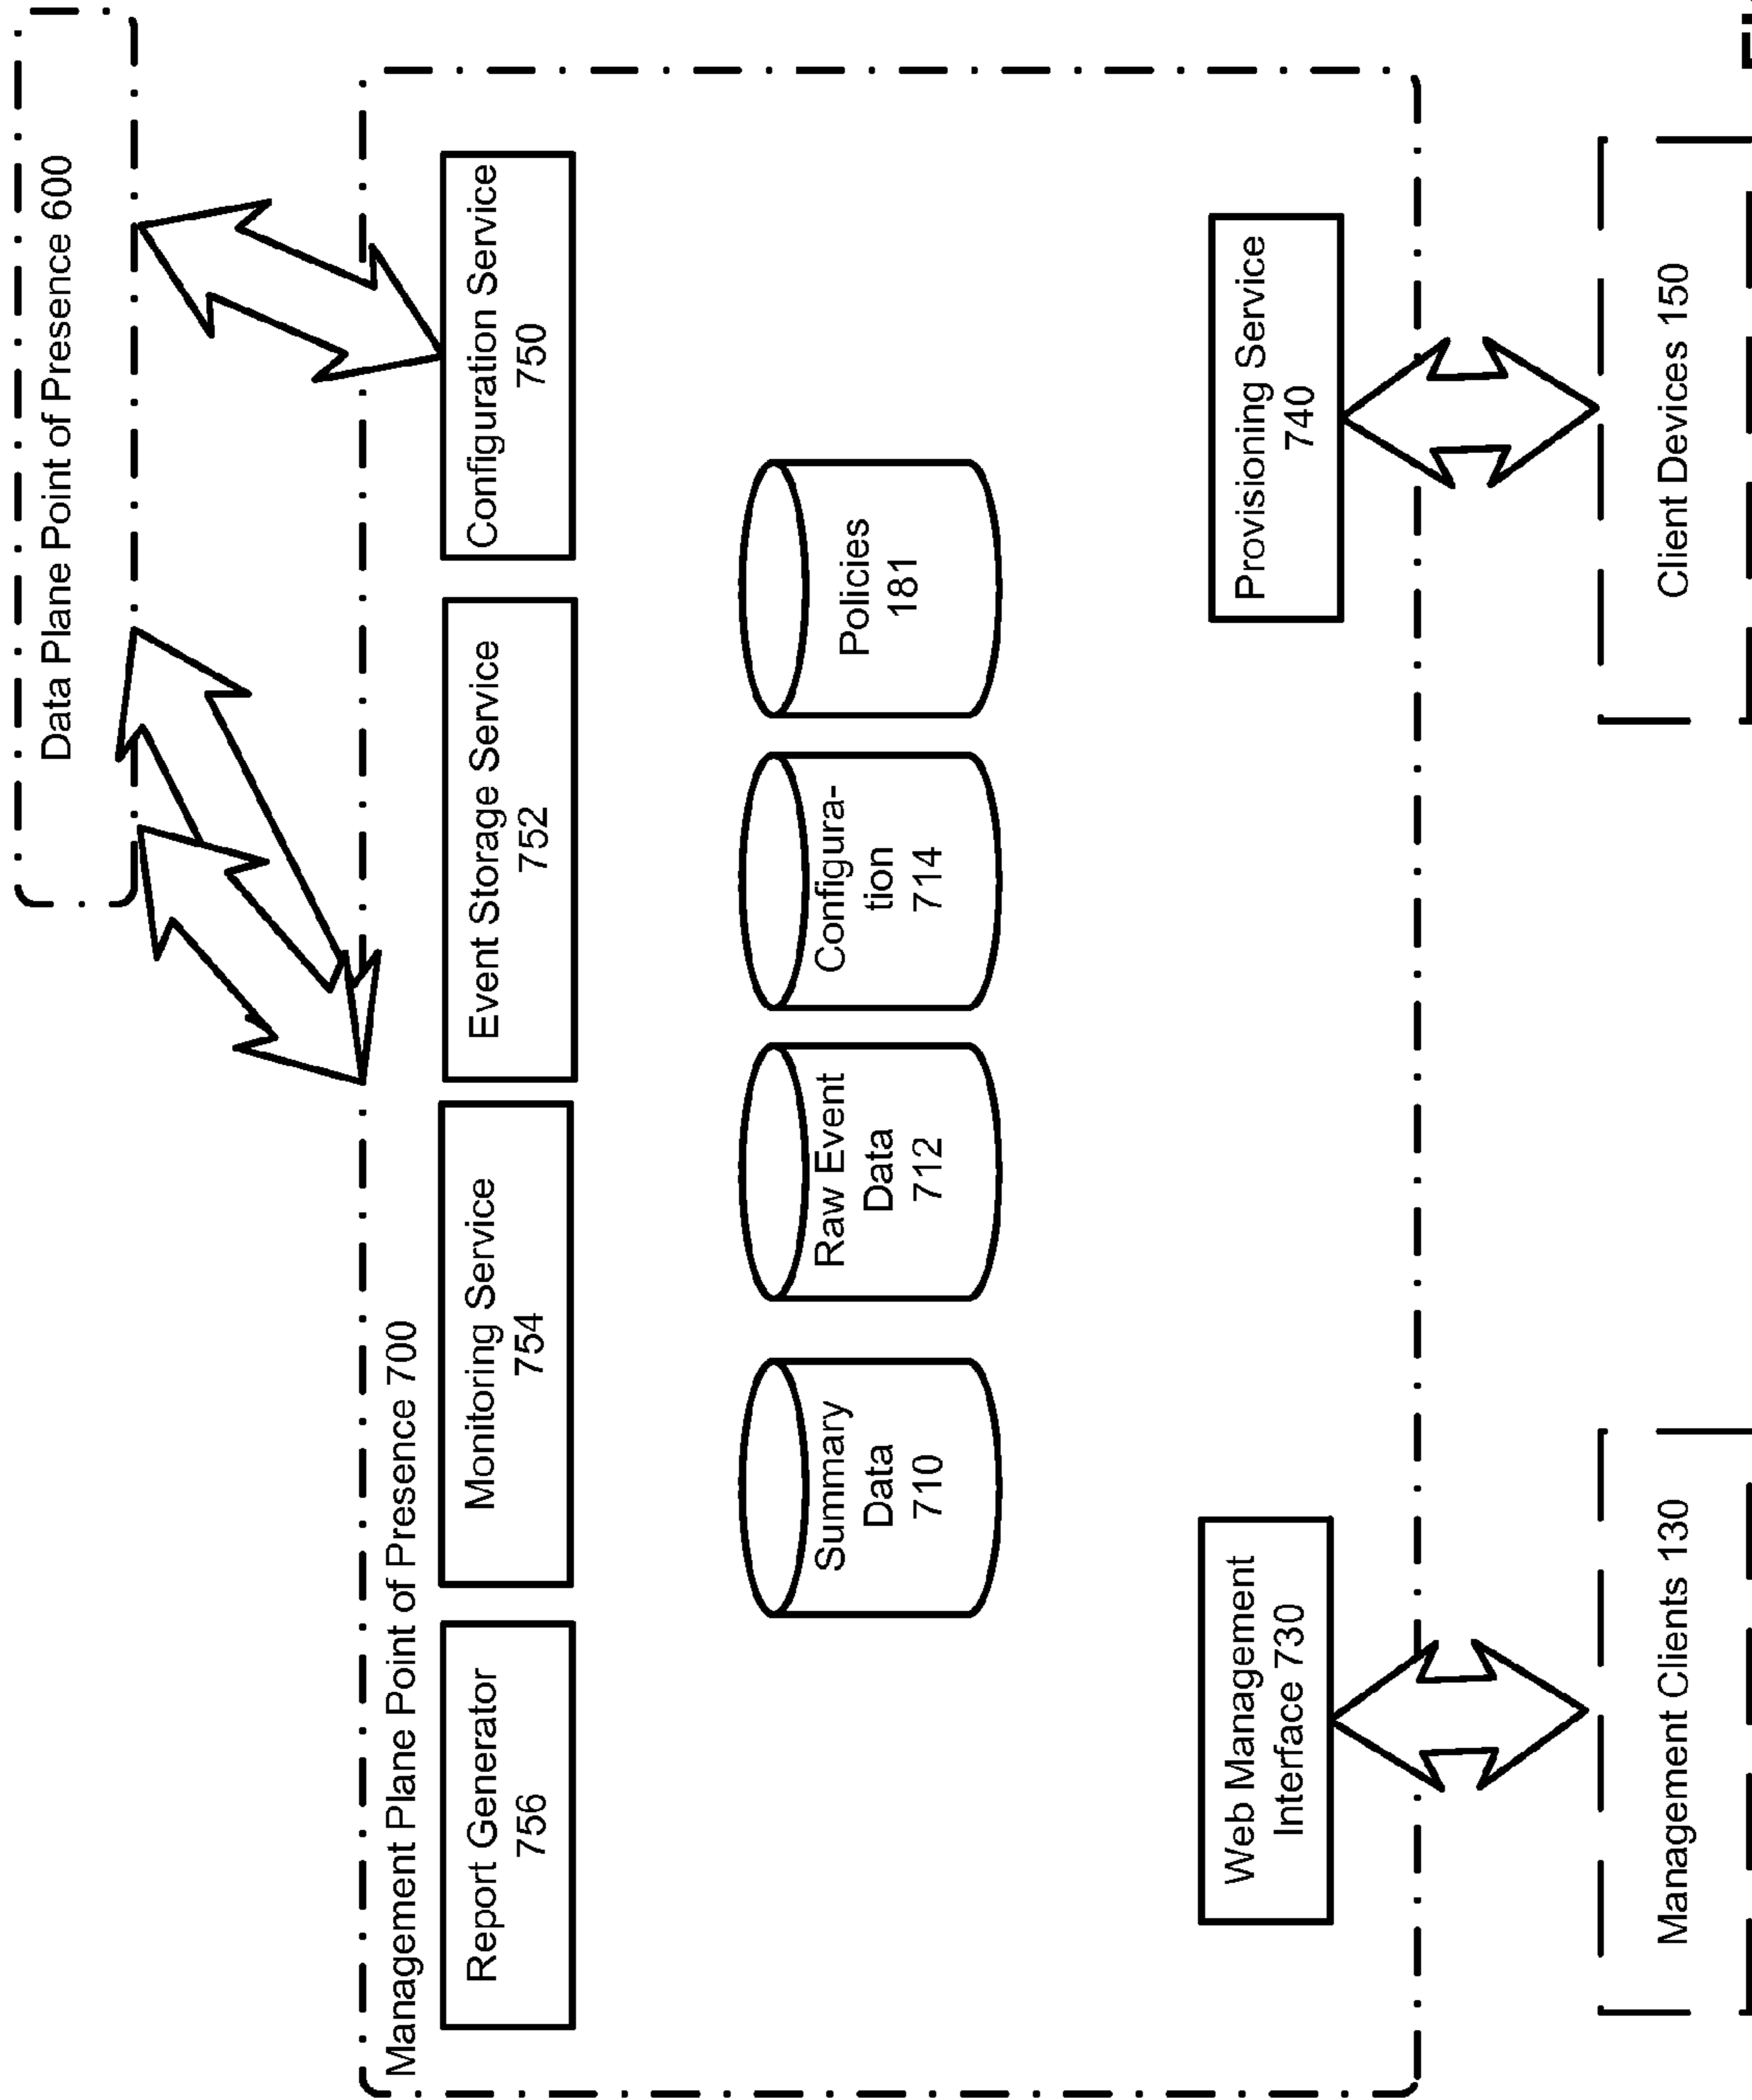 Data Plane Point of Presence 600
Management Plane Point of Presence 700
Report Generator
756
Monitoring Service
754
Event Storage Service
752
Configuration Service
750
Summary
Data
710
Raw Event
Data
712
Configura-
tion
714
Policies
181
Web Management
Interface 730
Provisioning Service
740
Management Clients 130
Client Devices 150